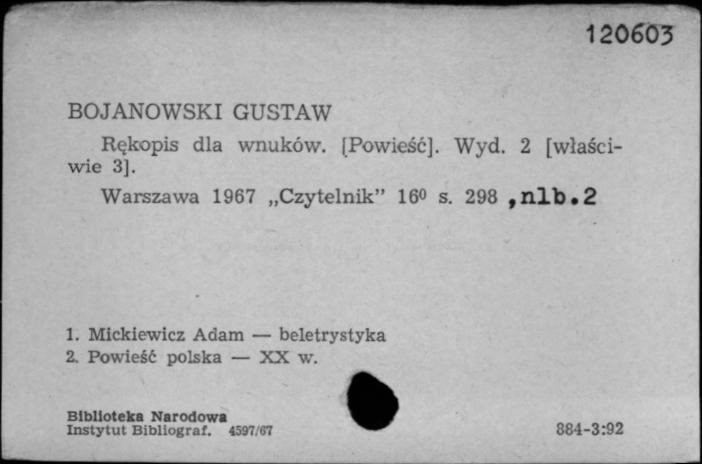 120603
BOJANOWSKI GUSTAW
Rękopis dla wnuków. [Powieść]. Wyd. 2 [właści-
wie 3].
Warszawa 1967 „Czytelnik” 16⁰ s. 298 ,nlb.2
1. Mickiewicz Adam — beletrystyka
2. Powieść polska — XX w.
Biblioteka Narodowa
Instytut Bibliograf. 4597/67
884-3:92